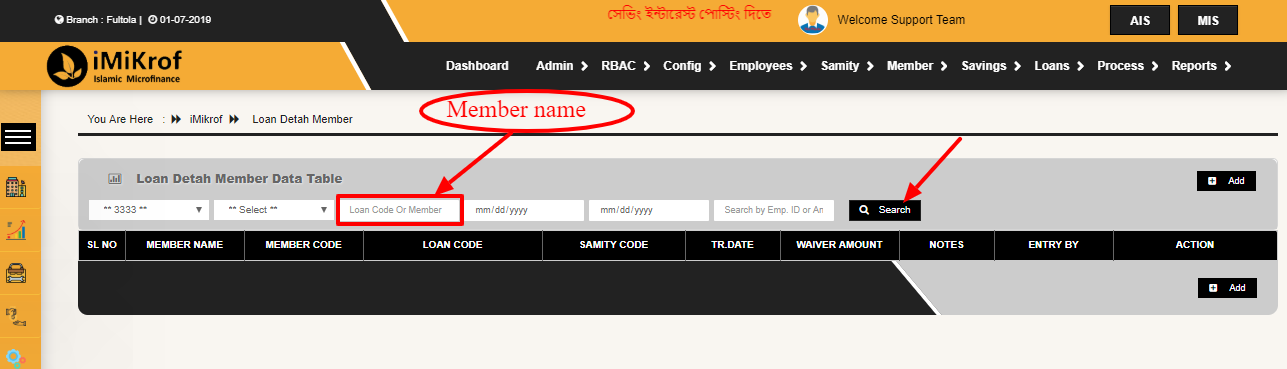 Branch : Fultola | 01-07-2019
সেভিং ইন্টারেস্ট পোস্টিং দিতে
Welcome Support Team
AIS
MIS
iMiKrof
Islamic Microfinance
Dashboard Admin RBAC Config Employees Samity Member Savings Loans Process Reports
Member name
You Are Here : iMikrof Loan Detah Member
Loan Detah Member Data Table
Add
** 3333 ** ** Select ** Loan Code Or Member mm/dd/yyyy mm/dd/yyyy Search by Emp. ID or An Search
SL NO MEMBER NAME MEMBER CODE LOAN CODE SAMITY CODE TR.DATE WAIVER AMOUNT NOTES ENTRY BY ACTION
Add